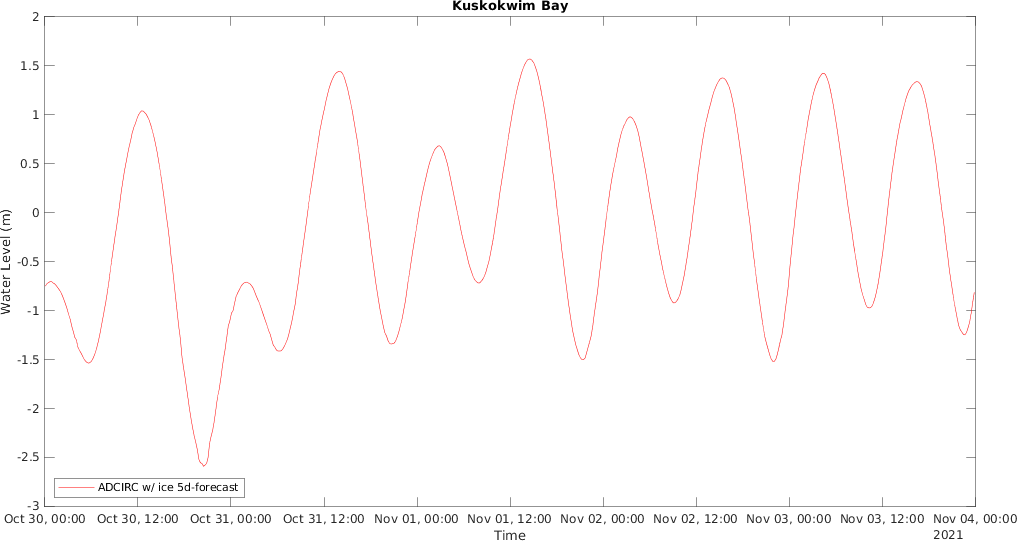 Kuskokwim Bay
2
1.5
1
0.5
0
-0.5
-1
-1.5
-2
-2.5
-3
Water Level (m)
ADCIRC w/ ice 5d-forecast
Oct 30, 00:00 Oct 30, 12:00 Oct 31, 00:00 Oct 31, 12:00 Nov 01, 00:00 Nov 01, 12:00 Nov 02, 00:00 Nov 02, 12:00 Nov 03, 00:00 Nov 03, 12:00 Nov 04, 00:00
Time
2021